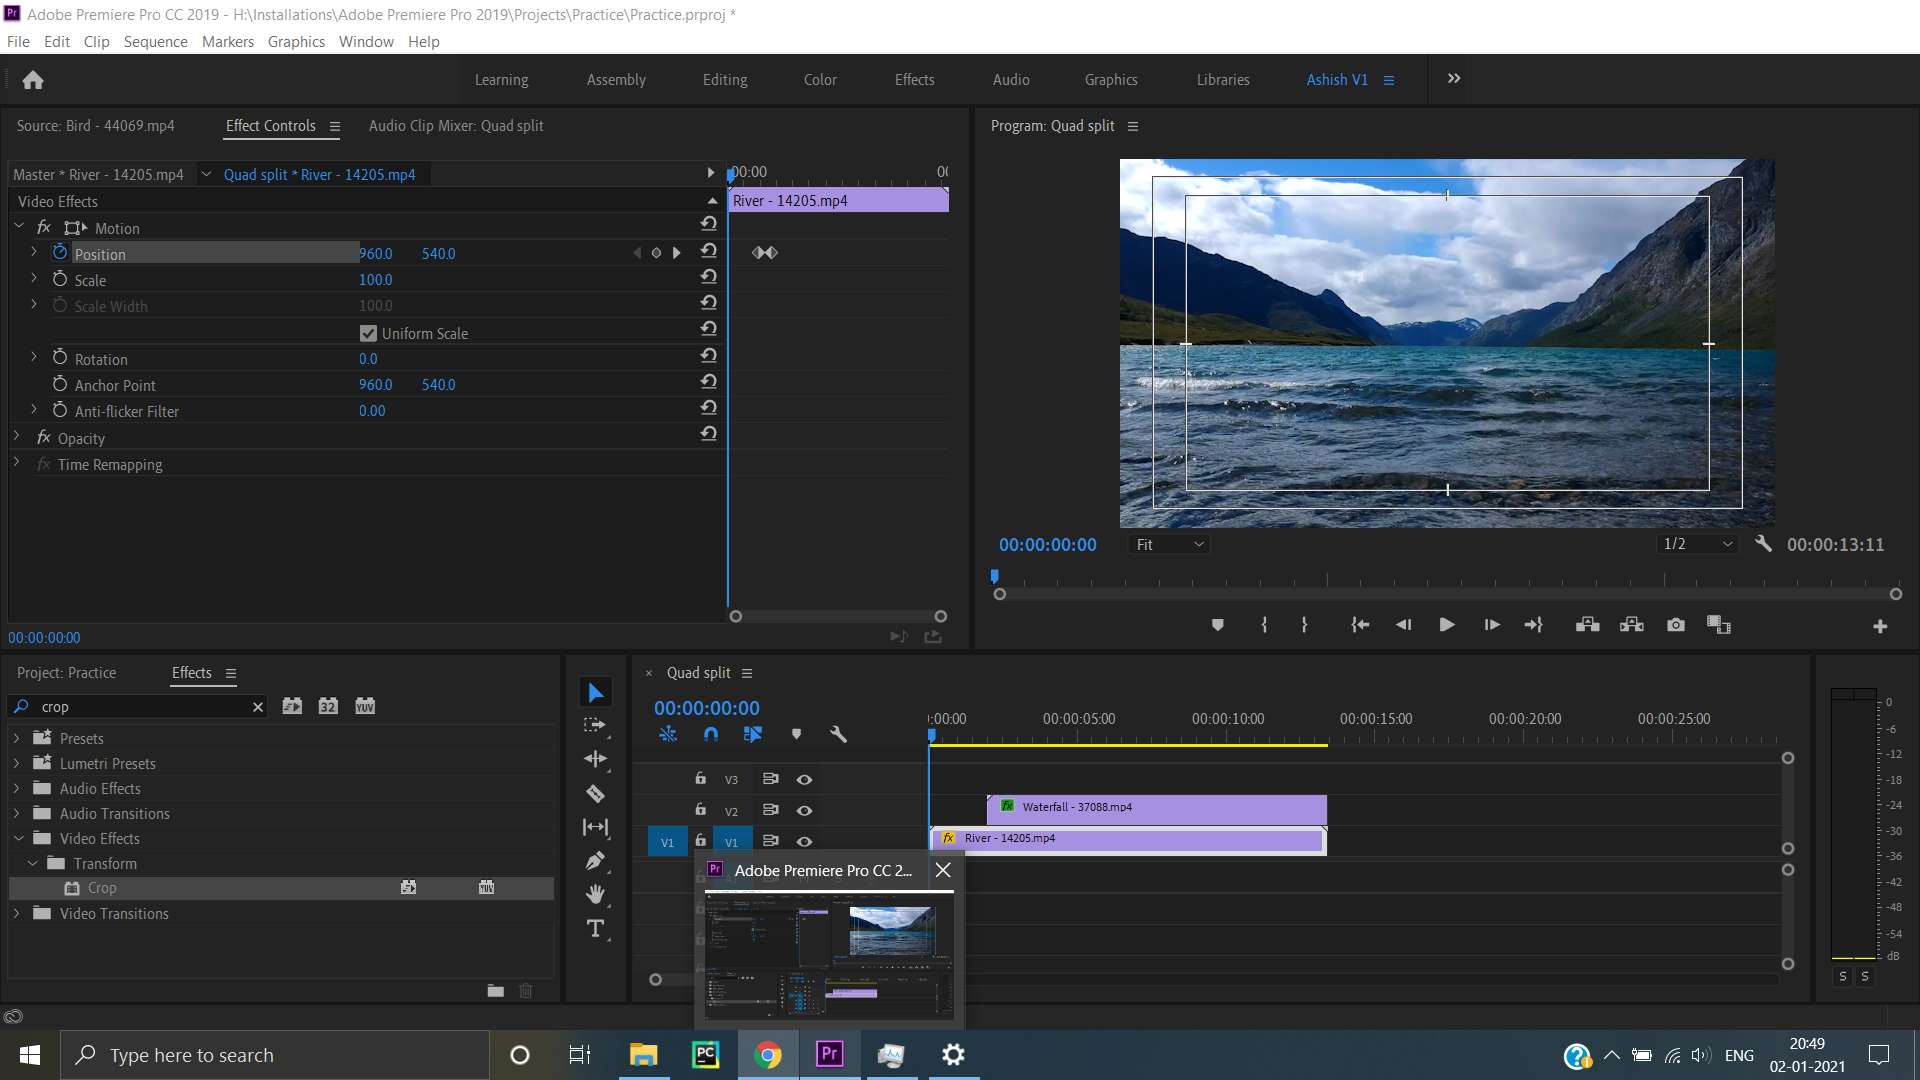 Pr Adobe Premiere Pro CC 2019 - H:\Installations\Adobe Premiere Pro 2019\Projects\Practice\Practice.prproj *
File Edit Clip Sequence Markers Graphics Window Help
Learning Assembly Editing Color Effects Audio Graphics Libraries Ashish V1
Source: Bird - 44069.mp4 Effect Controls Audio Clip Mixer: Quad split
Program: Quad split
Master * River - 14205.mp4 Quad split * River - 14205.mp4
:00:00
Video Effects
River - 14205.mp4
fx Motion
Position 960.0 540.0
Scale 100.0
Scale Width 100.0
Uniform Scale
Rotation 0.0
Anchor Point 960.0 540.0
Anti-flicker Filter 0.00
fx Opacity
fx Time Remapping
00:00:00:00
00:00:00:00 Fit 1/2 00:00:13:11
Project: Practice Effects
crop 32 YUV
Presets
Lumetri Presets
Audio Effects
Audio Transitions
Video Effects
Transform
Crop
Video Transitions
T
× Quad split
00:00:00:00
:00:00 00:00:05:00 00:00:10:00 00:00:15:00 00:00:20:00 00:00:25:00
V3
V2 fx Waterfall - 37088.mp4
V1 V1 fx River - 14205.mp4
Pr Adobe Premiere Pro CC 2...
0
-6
-12
-18
-24
-30
-36
-42
-48
-54
dB
S S
Type here to search
PC
Pr
ENG
20:49
02-01-2021